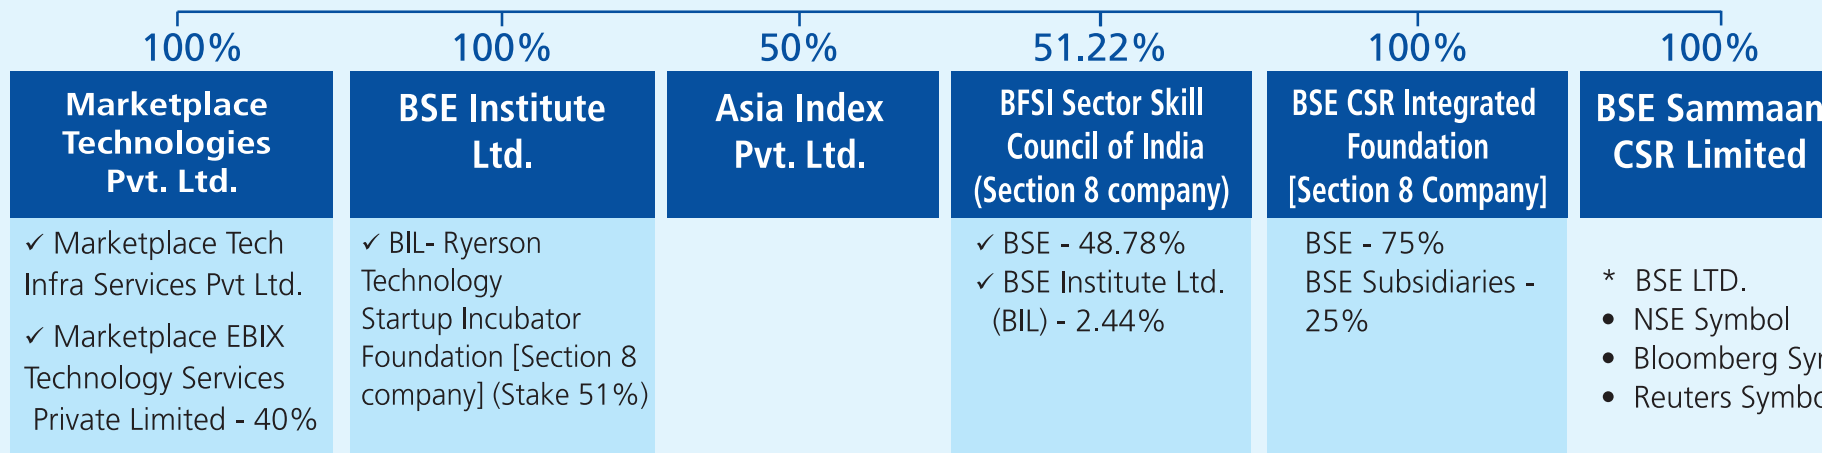 100%
100%
50%
51.22%
100%
100%
Marketplace
Technologies
Pvt. Ltd.
BSE Institute
Ltd.
Asia Index
Pvt. Ltd.
BFSI Sector Skill
Council of India
(Section 8 company)
BSE CSR Integrated
Foundation
[Section 8 Company]
BSE Sammaan
CSR Limited
✓ Marketplace Tech
Infra Services Pvt Ltd.
✓ Marketplace EBIX
Technology Services
Private Limited - 40%
✓ BIL- Ryerson
Technology
Startup Incubator
Foundation [Section 8
company] (Stake 51%)
✓ BSE - 48.78%
✓ BSE Institute Ltd.
(BIL) - 2.44%
BSE - 75%
BSE Subsidiaries -
25%
* BSE LTD.
• NSE Symbol
• Bloomberg
• Reuters